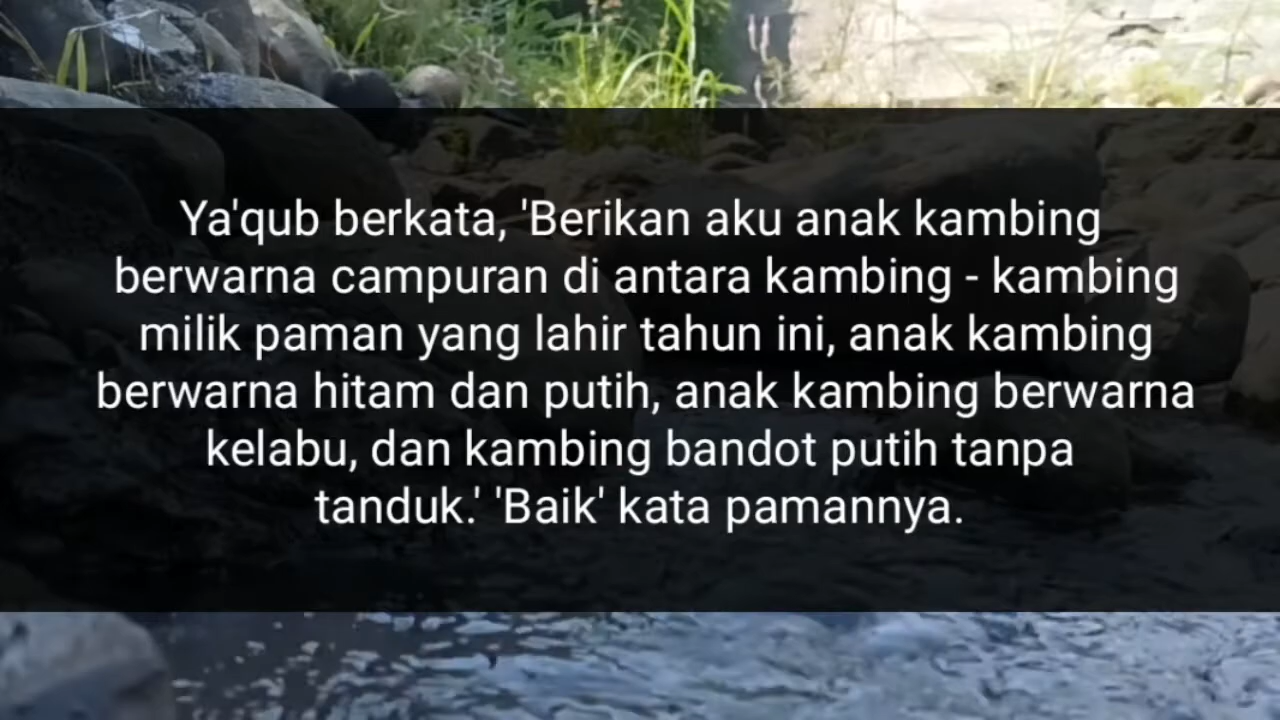 Ya'qub berkata, 'Berikan aku anak kambing
berwarna campuran di antara kambing - kambing
milik paman yang lahir tahun ini, anak kambing
berwarna hitam dan putih, anak kambing berwarna
kelabu, dan kambing bandot putih tanpa
tanduk.' 'Baik' kata pamannya.